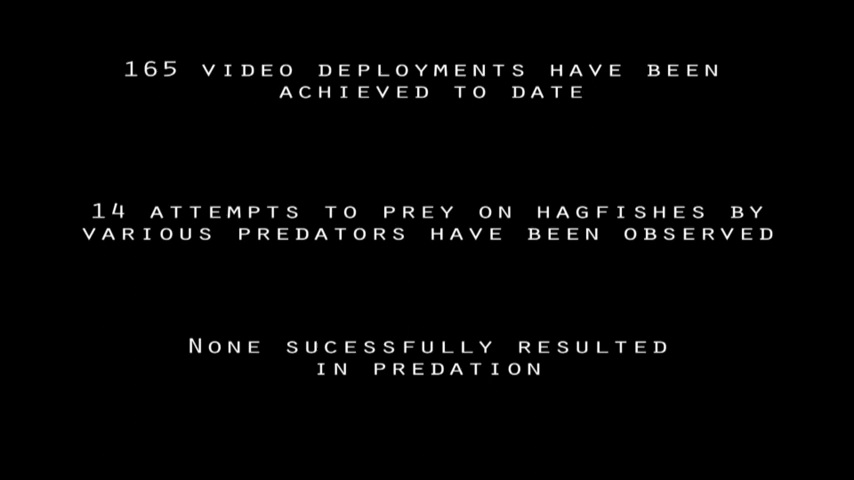 165 VIDEO DEPLOYMENTS HAVE BEEN
ACHIEVED TO DATE
14 ATTEMPTS TO PREY ON HAGFISHES BY
VARIOUS PREDATORS HAVE BEEN OBSERVED
NONE SUCESSFULLY RESULTED
IN PREDATION